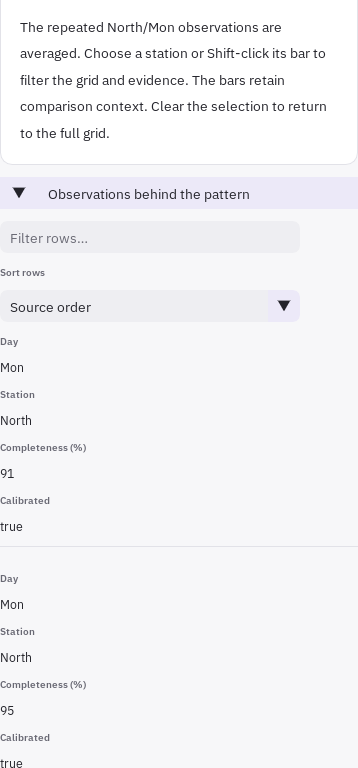 The repeated North/Mon observations are
averaged. Choose a station or Shift-click its bar to
filter the grid and evidence. The bars retain
comparison context. Clear the selection to return
to the full grid.
Observations behind the pattern
Filter rows...
Sort rows
Source order
Day
Mon
Station
North
Completeness (%)
91
Calibrated
true
Day
Mon
Station
North
Completeness (%)
95
Calibrated
true